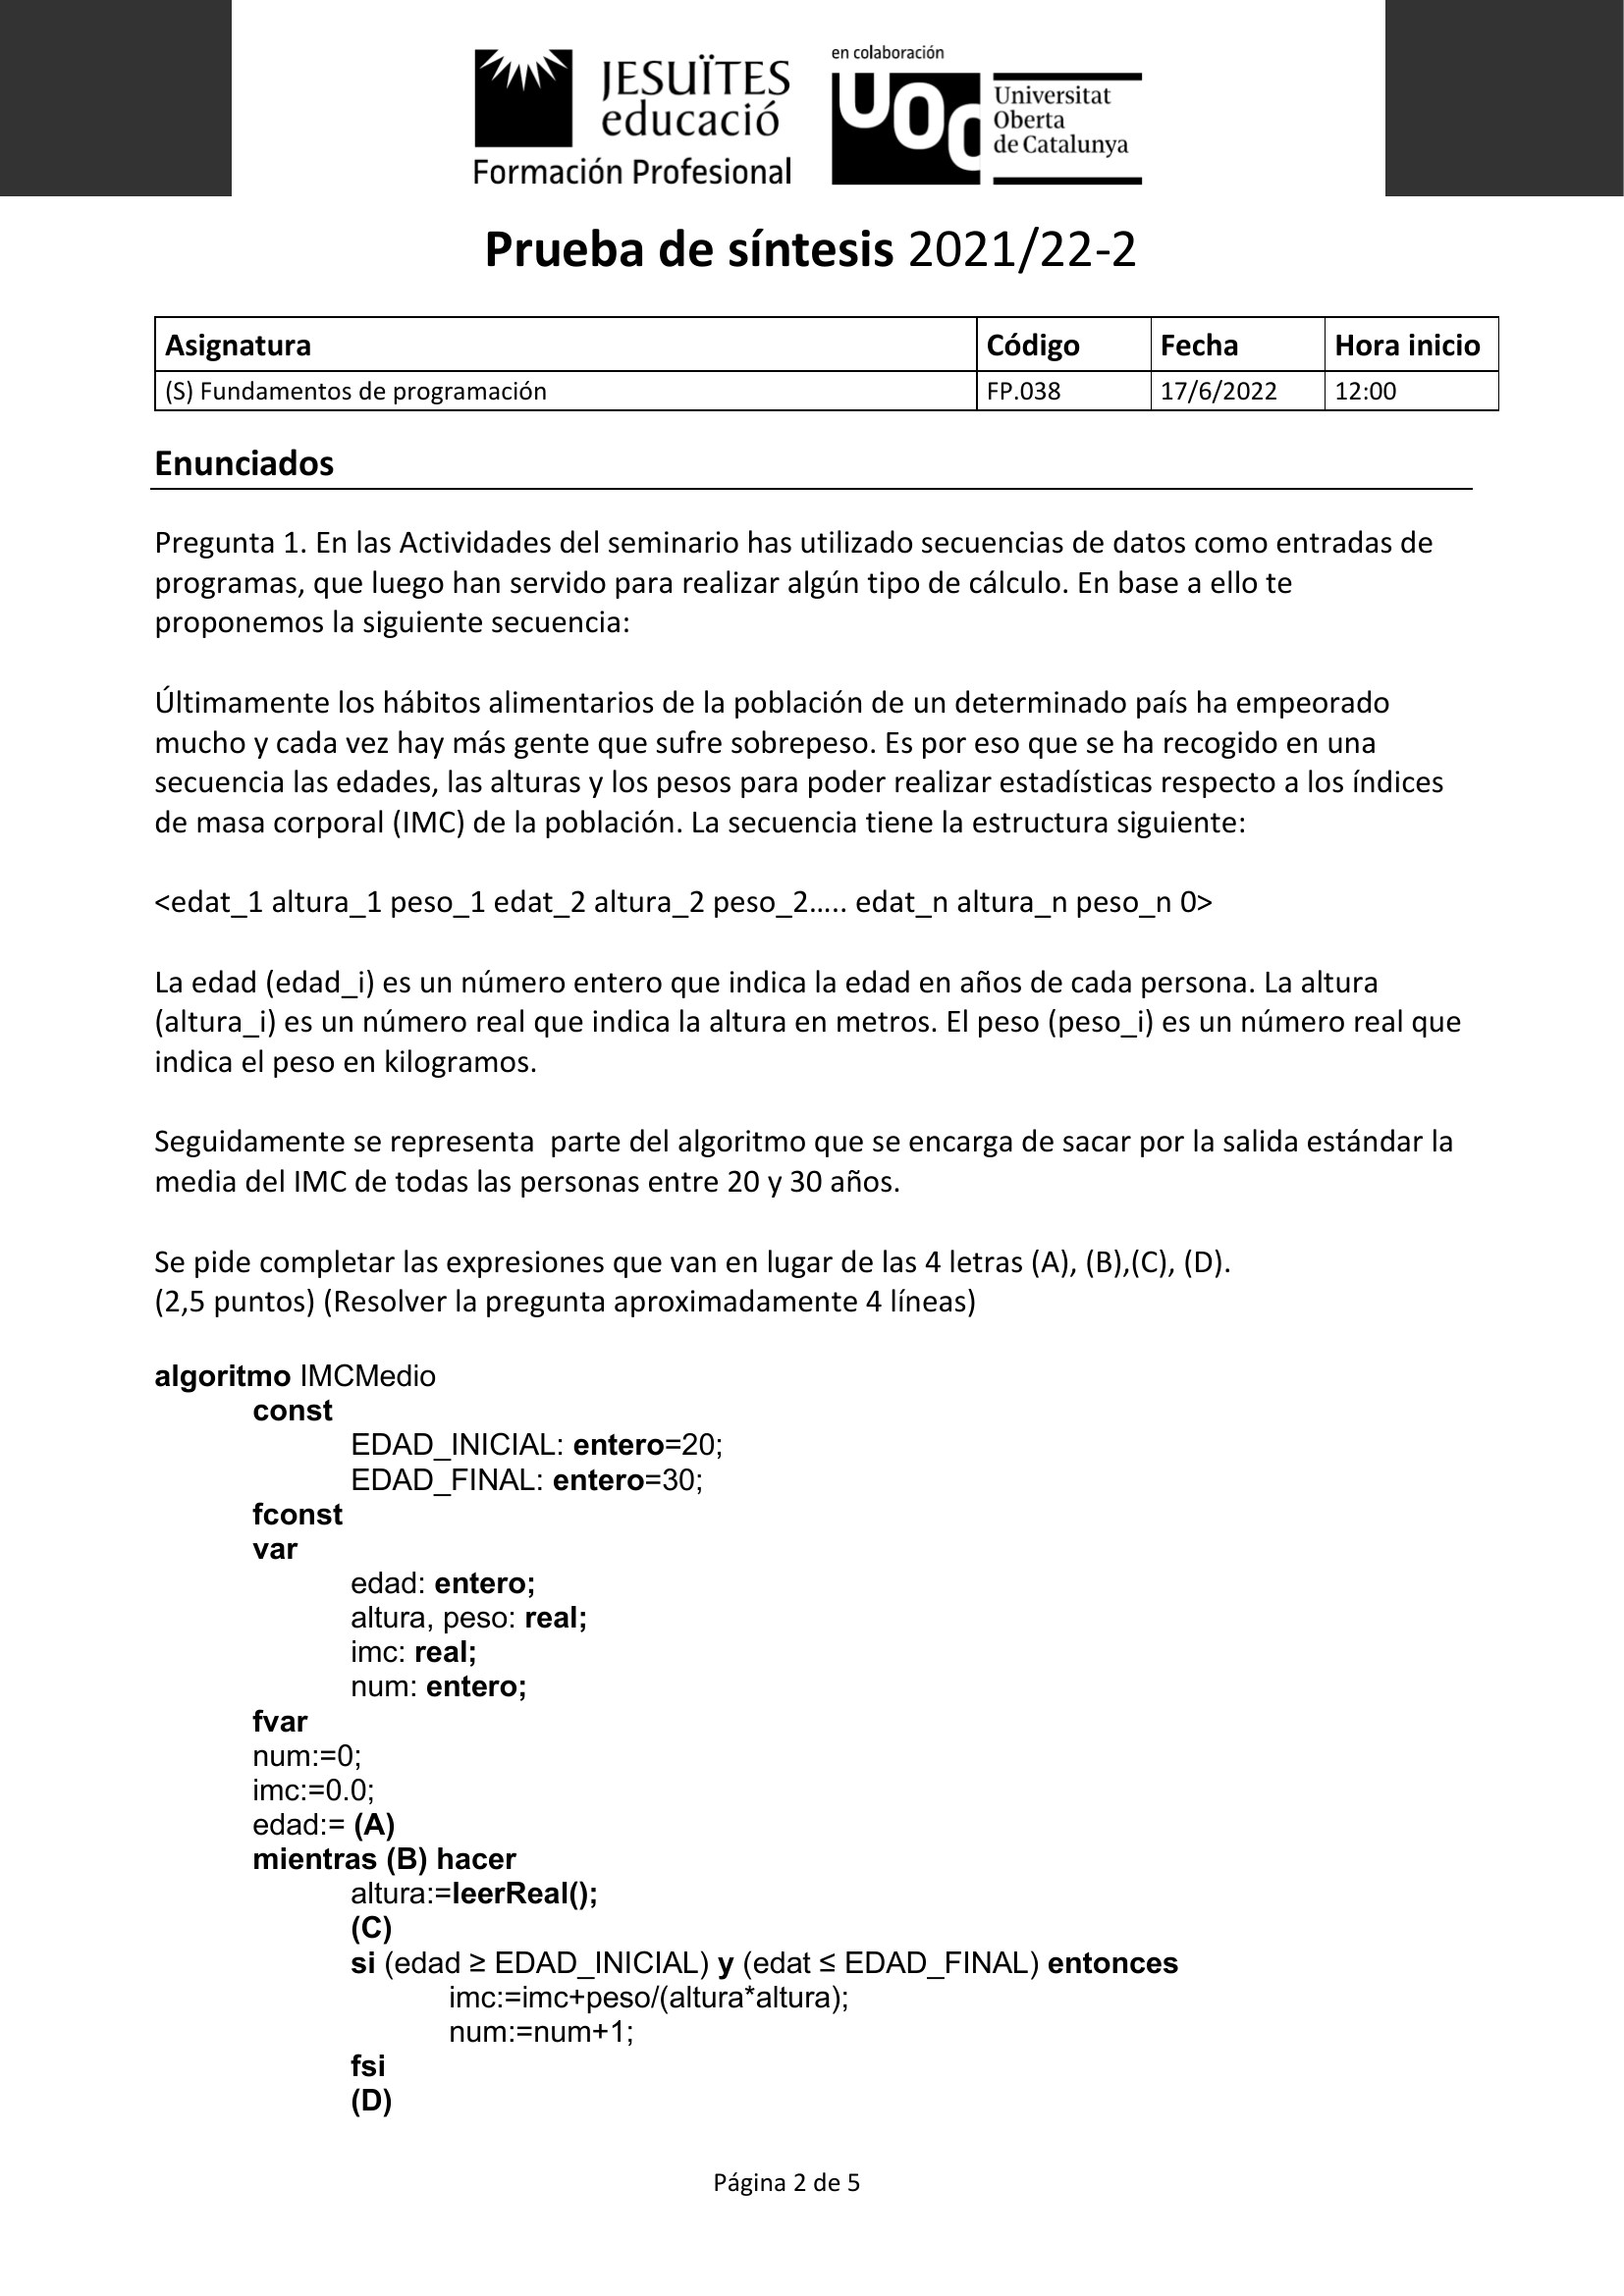 JESUÏTES
educació
Formación Profesional
en colaboración
UOC
Universitat
Oberta
de Catalunya
Prueba de síntesis 2021/22-2
Asignatura Código Fecha Hora inicio
(S) Fundamentos de programación FP.038 17/6/2022 12:00
Enunciados
Pregunta 1. En las Actividades del seminario has utilizado secuencias de datos como entradas de
programas, que luego han servido para realizar algún tipo de cálculo. En base a ello te
proponemos la siguiente secuencia:
Últimamente los hábitos alimentarios de la población de un determinado país ha empeorado
mucho y cada vez hay más gente que sufre sobrepeso. Es por eso que se ha recogido en una
secuencia las edades, las alturas y los pesos para poder realizar estadísticas respecto a los índices
de masa corporal (IMC) de la población. La secuencia tiene la estructura siguiente:
<edat_1 altura_1 peso_1 edat_2 altura_2 peso_2..... edat_n altura_n peso_n 0>
La edad (edad_i) es un número entero que indica la edad en años de cada persona. La altura
(altura_i) es un número real que indica la altura en metros. El peso (peso_i) es un número real que
indica el peso en kilogramos.
Seguidamente se representa  parte del algoritmo que se encarga de sacar por la salida estándar la
media del IMC de todas las personas entre 20 y 30 años.
Se pide completar las expresiones que van en lugar de las 4 letras (A), (B),(C), (D).
(2,5 puntos) (Resolver la pregunta aproximadamente 4 líneas)
algoritmo IMCMedio
const
EDAD_INICIAL: entero=20;
EDAD_FINAL: entero=30;
fconst
var
edad: entero;
altura, peso: real;
imc: real;
num: entero;
fvar
num:=0;
imc:=0.0;
edad:= (A)
mientras (B) hacer
altura:=leerReal();
(C)
si (edad ≥ EDAD_INICIAL) y (edat ≤ EDAD_FINAL) entonces
imc:=imc+peso/(altura*altura);
num:=num+1;
fsi
(D)
Página 2 de 5